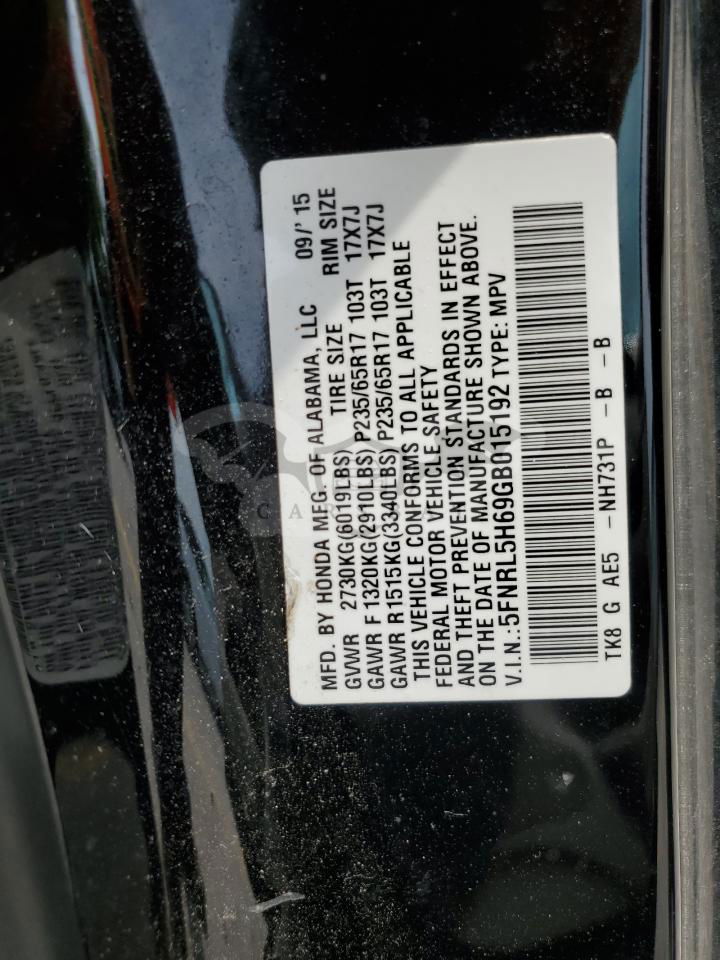 MFD. BY HONDA MFG. OF ALABAMA, LLC 09/' 15
GVWR 2730KG(6019LBS) TIRE SIZE RIM SIZE
GAWR F 1320KG(2910LBS) P235/65R17 103T 17X7J
GAWR R 1515KG(3340LBS) P235/65R17 103T 17X7J
THIS VEHICLE CONFORMS TO ALL APPLICABLE
FEDERAL MOTOR VEHICLE SAFETY
AND THEFT PREVENTION STANDARDS IN EFFECT
ON THE DATE OF MANUFACTURE SHOWN ABOVE.
V.I.N.:5FNRL5H69GB015192 TYPE: MPV
TK8 G AE5 -NH731P -B -B